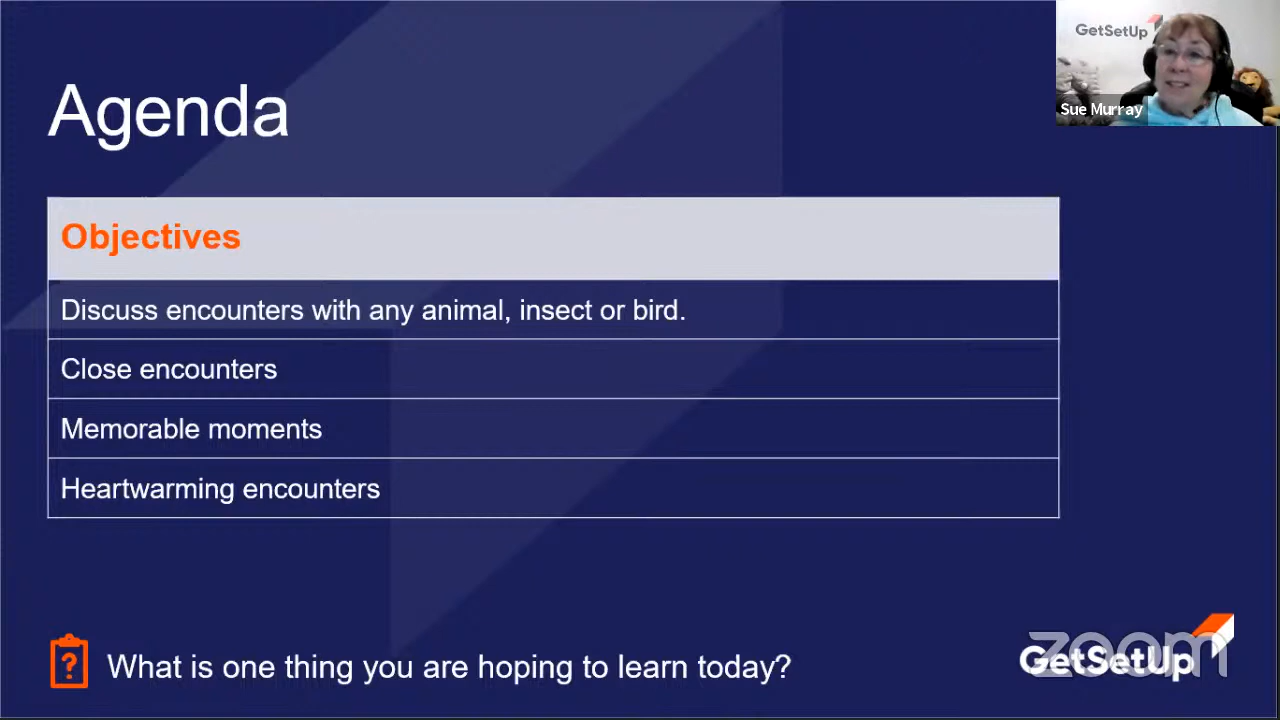 GetSetUp
Sue Murray
Agenda
Objectives
Discuss encounters with any animal, insect or bird.
Close encounters
Memorable moments
Heartwarming encounters
What is one thing you are hoping to learn today?
zoom
GetSetUp